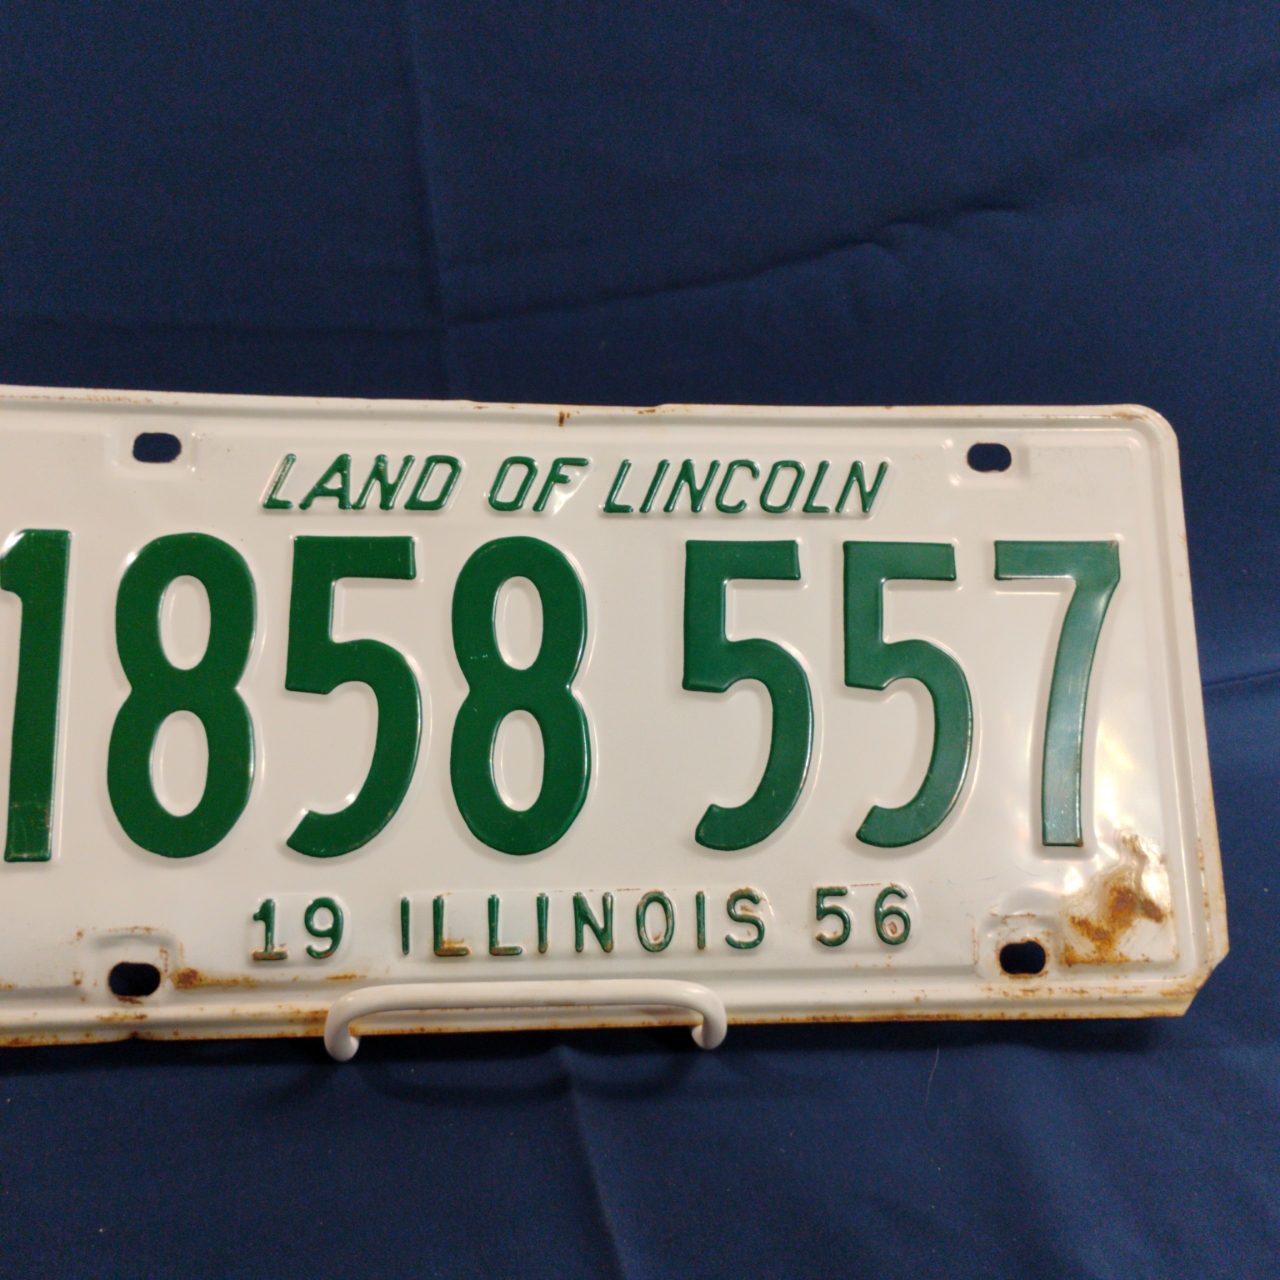 LAND OF LINCOLN
1858 557
19 ILLINOIS 56